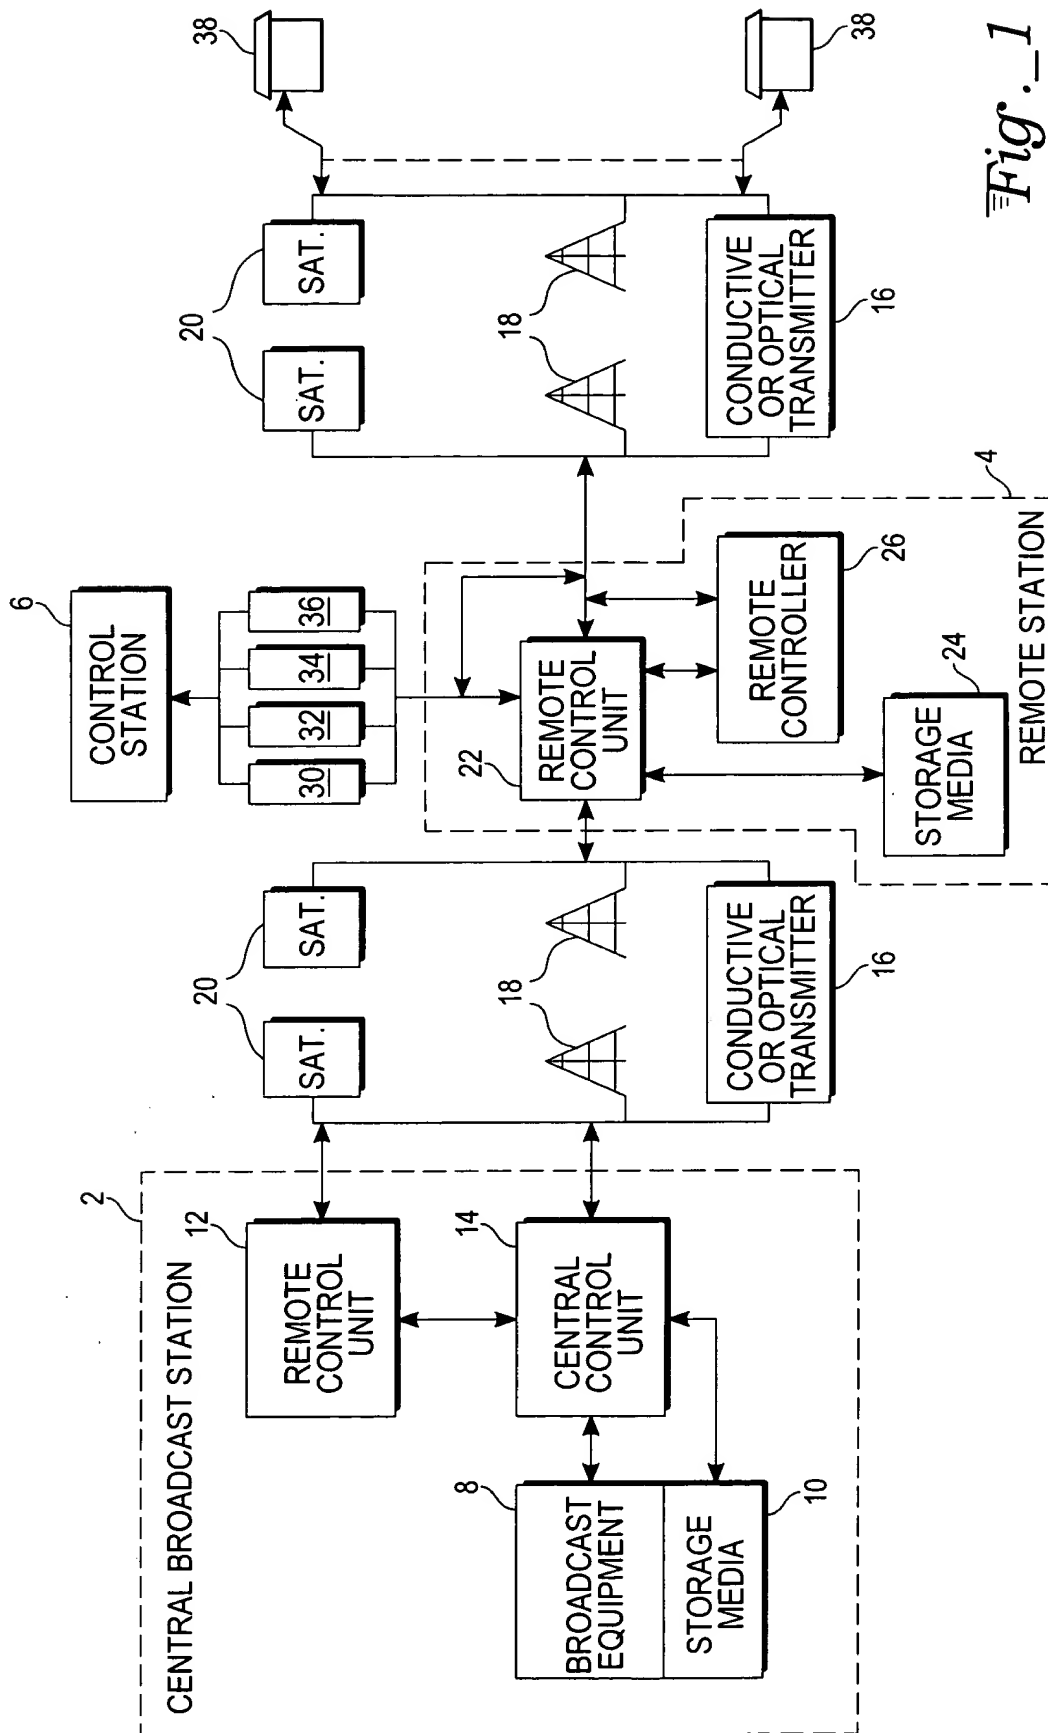 CENTRAL BROADCAST STATION
2
REMOTE
CONTROL
UNIT
12
CENTRAL
CONTROL
UNIT
14
BROADCAST
EQUIPMENT
8
STORAGE
MEDIA
10
20
SAT.
SAT.
18
CONDUCTIVE
OR OPTICAL
TRANSMITTER
16
6
CONTROL
STATION
30
32
34
36
22
REMOTE
CONTROL
UNIT
REMOTE
CONTROLLER
26
STORAGE
MEDIA
24
REMOTE STATION
4
20
SAT.
SAT.
18
CONDUCTIVE
OR OPTICAL
TRANSMITTER
16
38
38
Fig._1